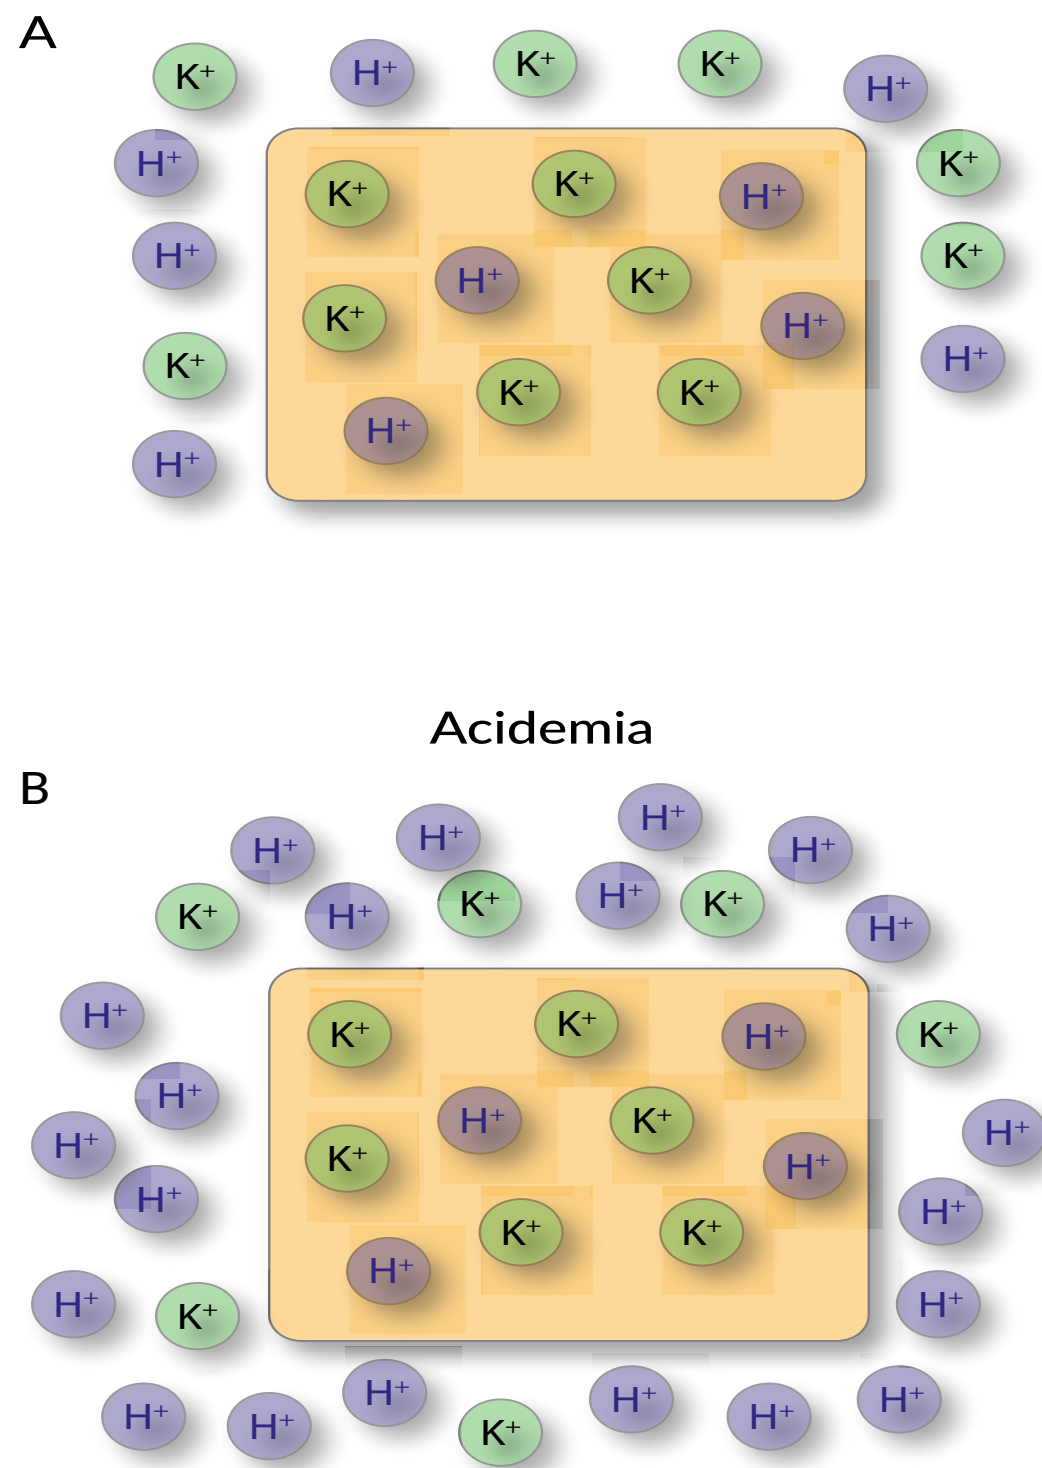 A
K⁺ H⁺ K⁺ K⁺ H⁺
H⁺ K⁺
K⁺ K⁺ H⁺
H⁺ K⁺
H⁺ K⁺
K⁺ H⁺
K⁺ H⁺
K⁺ K⁺
H⁺
H⁺
Acidemia
B
H⁺ H⁺ H⁺ H⁺
K⁺ H⁺ K⁺ H⁺ K⁺ H⁺
H⁺ K⁺ K⁺ H⁺ K⁺
H⁺ H⁺ K⁺
H⁺ K⁺ H⁺ H⁺
H⁺ H⁺
K⁺ K⁺
H⁺
H⁺ K⁺ H⁺
H⁺ H⁺ H⁺ K⁺ H⁺ H⁺ H⁺